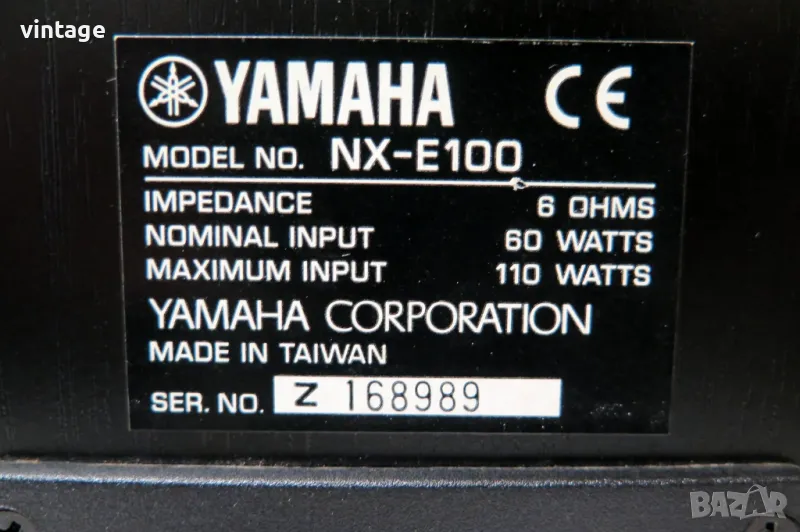 vintage
YAMAHA CE
MODEL NO. NX-E100
IMPEDANCE 6 OHMS
NOMINAL INPUT 60 WATTS
MAXIMUM INPUT 110 WATTS
YAMAHA CORPORATION
MADE IN TAIWAN
SER. NO. Z 168989
BAZAR